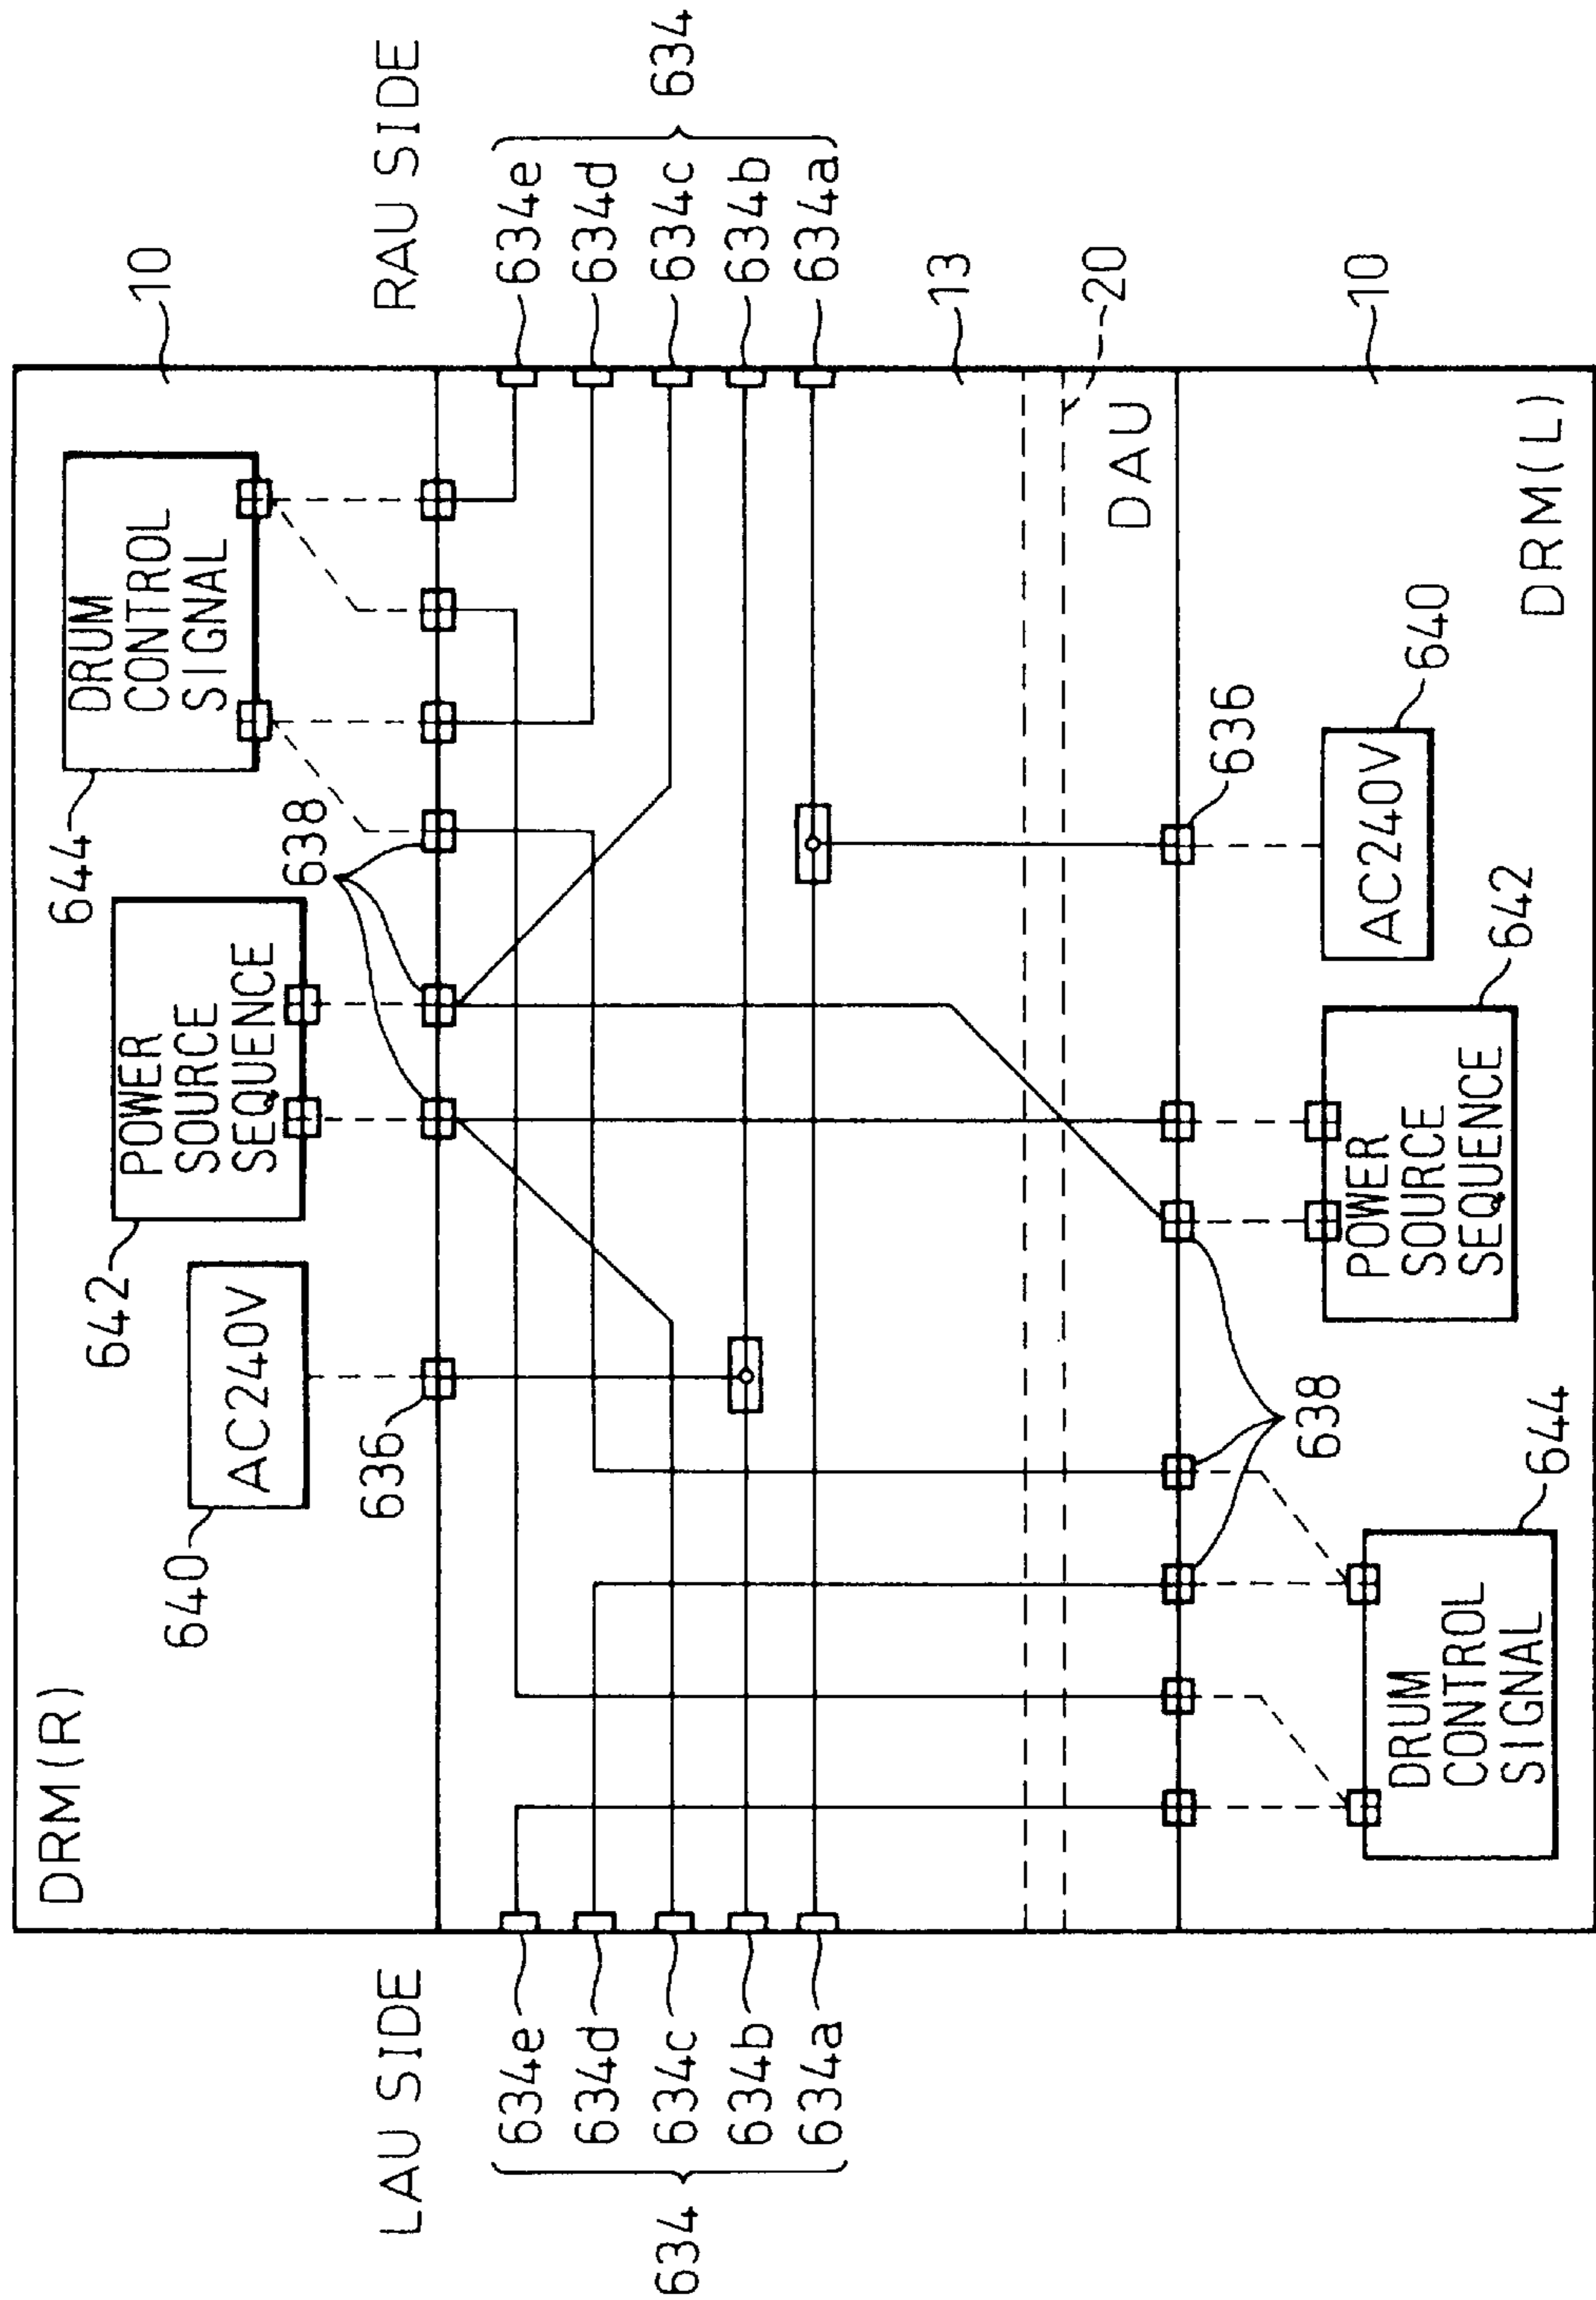 DRM(R)
10
640
AC240V
642
POWER
SOURCE
SEQUENCE
644
DRUM
CONTROL
SIGNAL
636
638
LAU SIDE
RAU SIDE
634
634e
634d
634c
634b
634a
634e
634d
634c
634b
634a
634
13
20
DAU
638
636
10
644
DRUM
CONTROL
SIGNAL
POWER
SOURCE
SEQUENCE
642
AC240V
640
DRM(L)